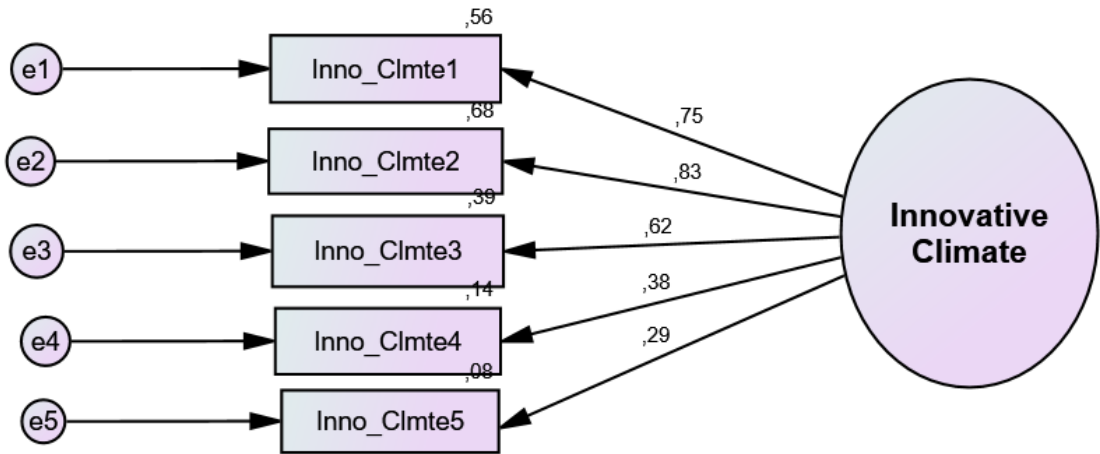 ,56
e1
Inno_Clmte1
,75
,68
e2
Inno_Clmte2
,83
,39
e3
Inno_Clmte3
,62
,14
e4
Inno_Clmte4
,38
,08
e5
Inno_Clmte5
,29
Innovative
Climate